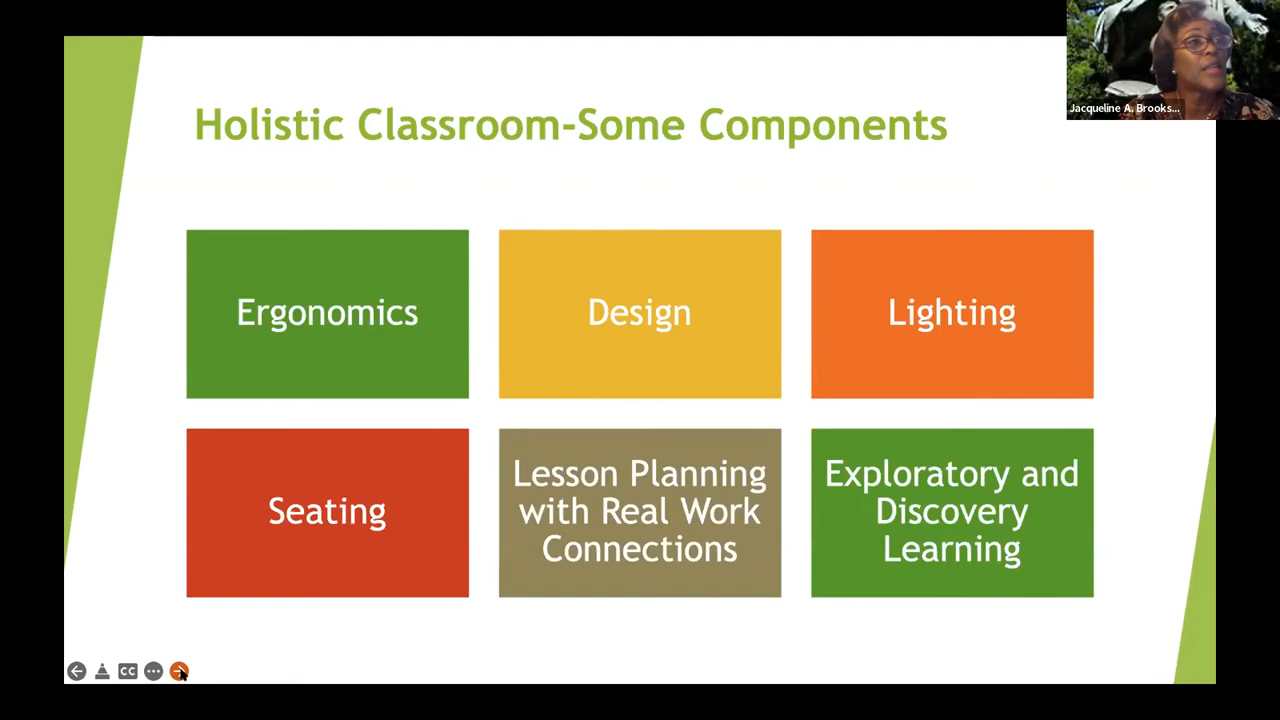 Jacqueline A. Brooks...
Holistic Classroom-Some Components
Ergonomics
Design
Lighting
Seating
Lesson Planning
with Real Work
Connections
Exploratory and
Discovery
Learning
CC